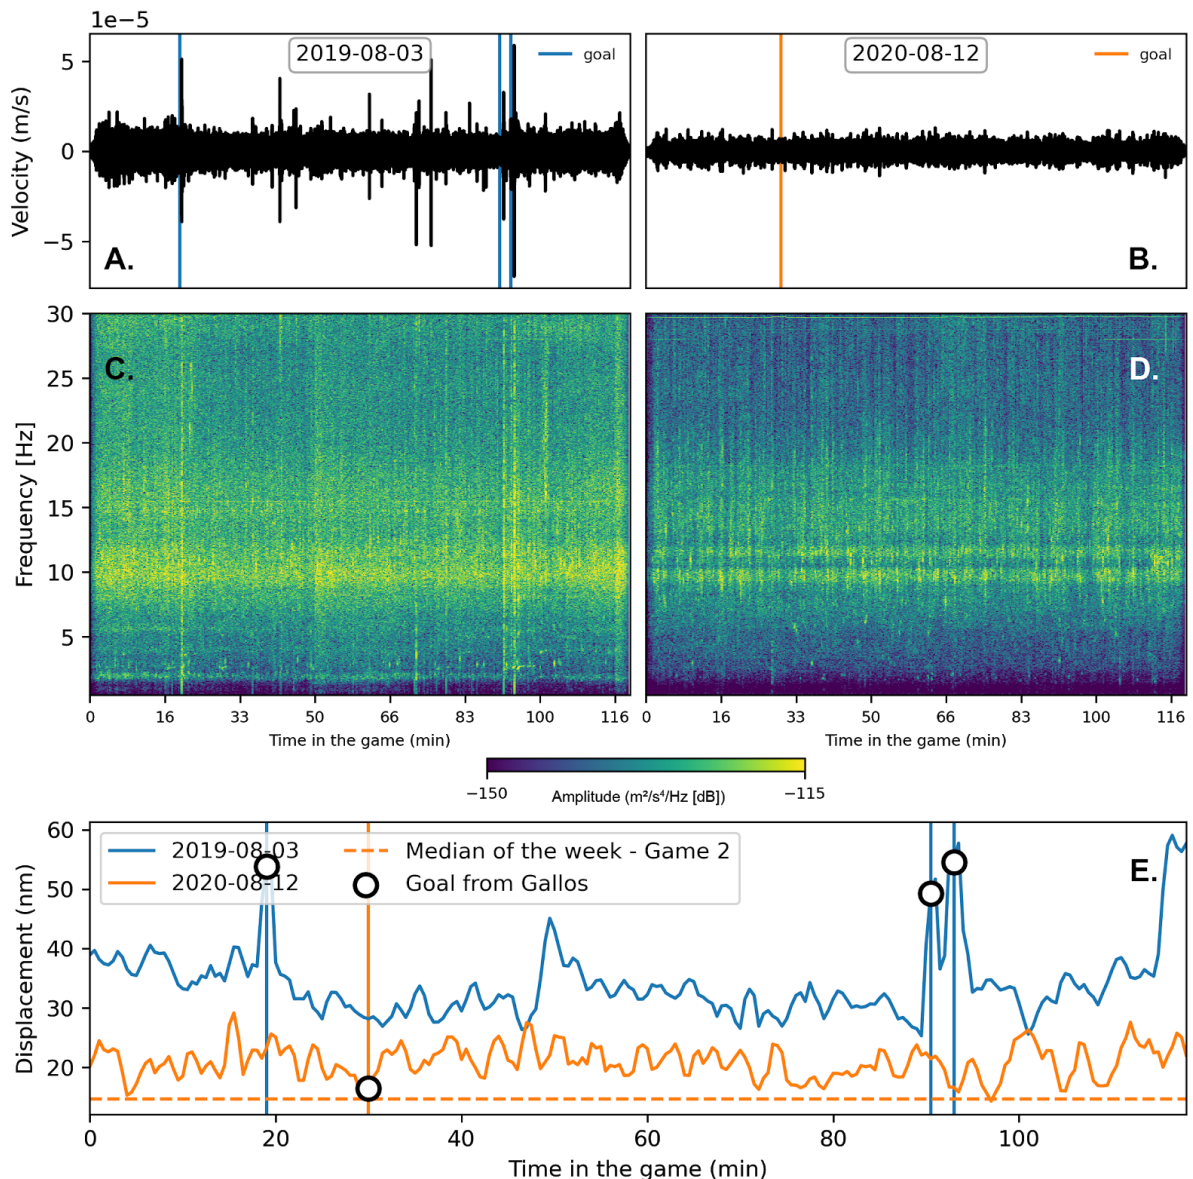 1e−5
2019-08-03
goal
2020-08-12
goal
5
0
−5
Velocity (m/s)
A.
B.
30
25
20
15
10
5
Frequency [Hz]
C.
D.
0 16 33 50 66 83 100 116
0 16 33 50 66 83 100 116
Time in the game (min)
Time in the game (min)
−150
Amplitude (m²/s⁴/Hz [dB])
−115
60
50
40
30
20
Displacement (nm)
2019-08-03
2020-08-12
Median of the week - Game 2
Goal from Gallos
E.
0 20 40 60 80 100
Time in the game (min)